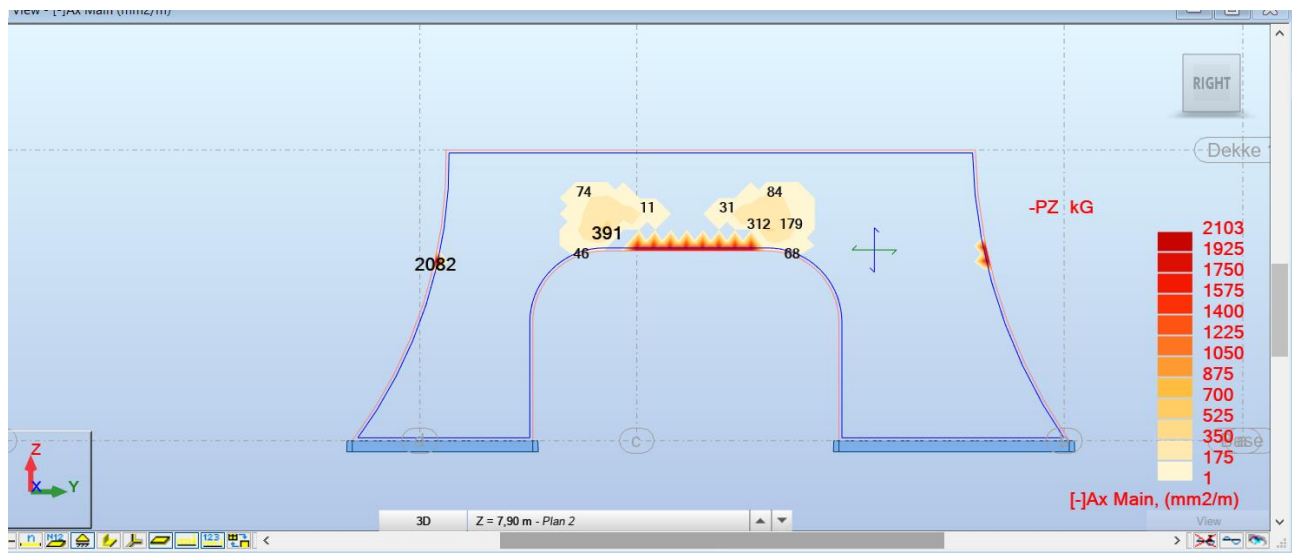 View - [-]Ax Main (mm2/m)
RIGHT
Dekke
74
84
11
31
-PZ kG
391
312 179
46
68
2082
2103
1925
1750
1575
1400
1225
1050
875
700
525
350
175
1
[-]Ax Main, (mm2/m)
c
Z
X
Y
3D
Z = 7,90 m - Plan 2
View
n
N12
123